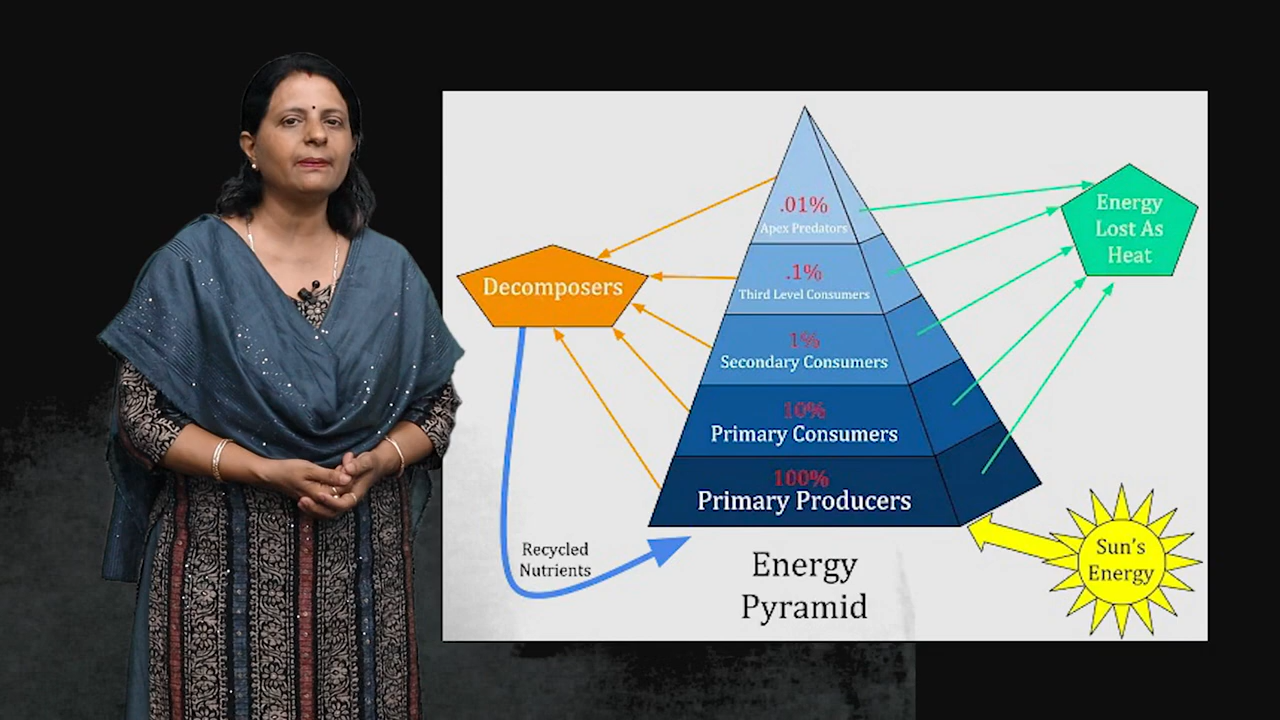 .01%
Apex Predators
.1%
Third Level Consumers
1%
Secondary Consumers
10%
Primary Consumers
100%
Primary Producers
Decomposers
Energy
Lost As
Heat
Recycled
Nutrients
Energy
Pyramid
Sun's
Energy